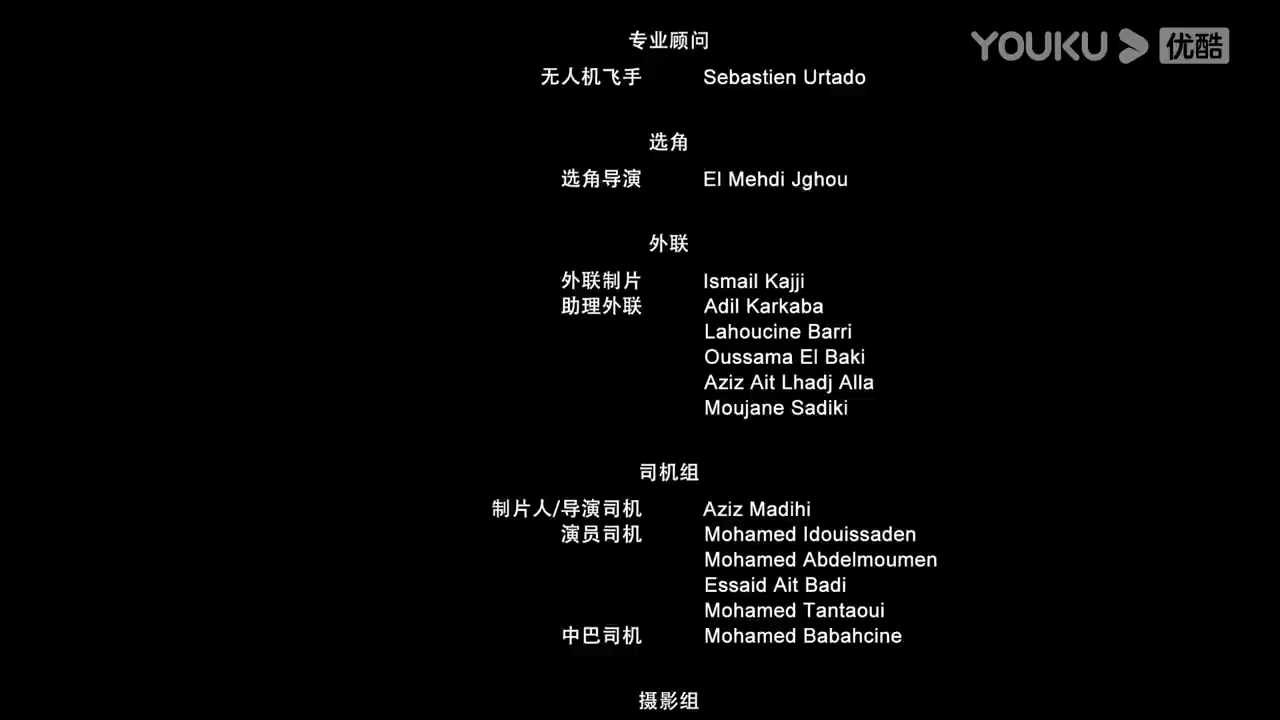 YOUKU 优酷
专业顾问
无人机飞手 Sebastien Urtado
选角
选角导演 El Mehdi Jghou
外联
外联制片 Ismail Kajji
助理外联 Adil Karkaba
Lahoucine Barri
Oussama El Baki
Aziz Ait Lhadj Alla
Moujane Sadiki
司机组
制片人/导演司机 Aziz Madihi
演员司机 Mohamed Idouissaden
Mohamed Abdelmoumen
Essaid Ait Badi
Mohamed Tantaoui
中巴司机 Mohamed Babahcine
摄影组